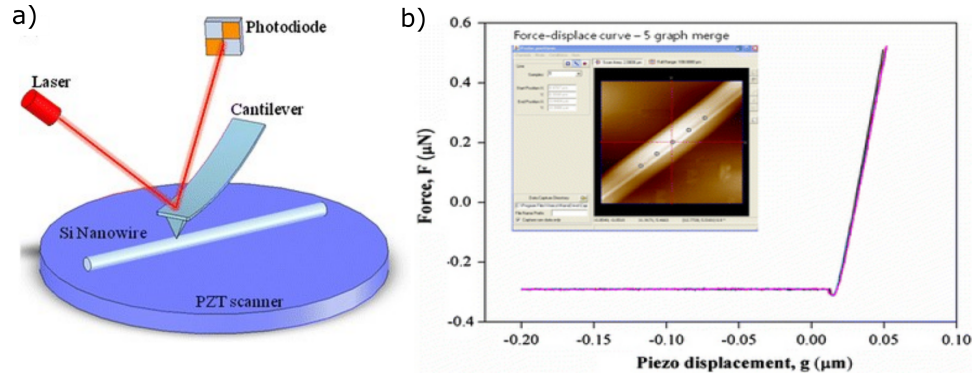 a)
Photodiode
Laser
Cantilever
Si Nanowire
PZT scanner
b)
Force-displace curve – 5 graph merge
Force, F (μN)
0.6
0.4
0.2
0.0
-0.2
-0.4
-0.20
-0.15
-0.10
-0.05
0.00
0.05
0.10
Piezo displacement, g (μm)